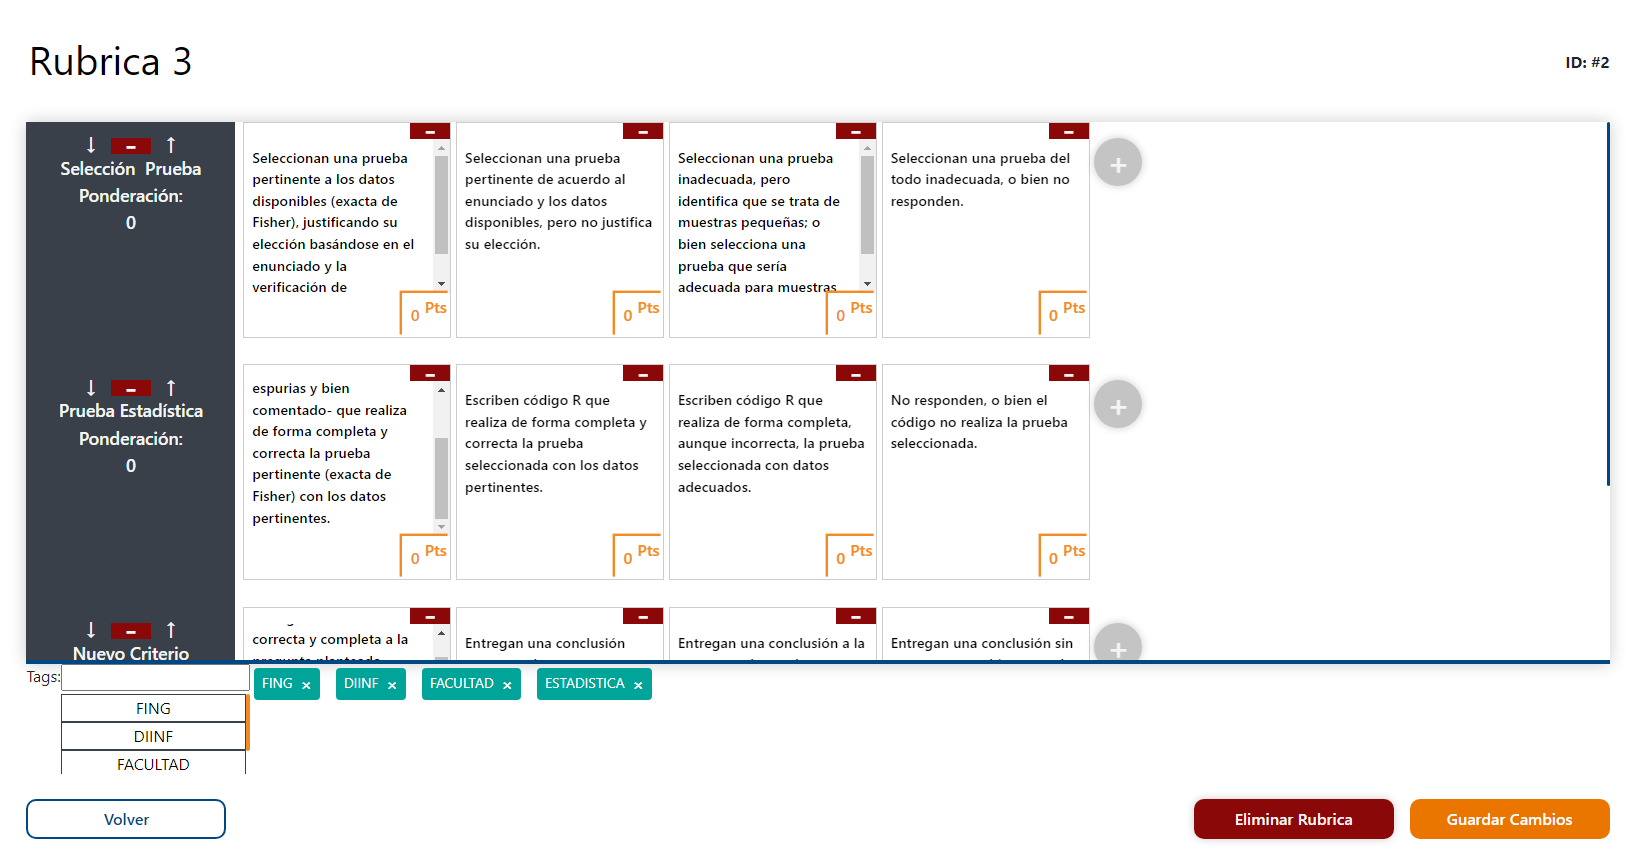 Rubrica 3
ID: #2
↓ - ↑
Selección Prueba
Ponderación:
0
-
Seleccionan una prueba
pertinente a los datos
disponibles (exacta de
Fisher), justificando su
elección basándose en el
enunciado y la
verificación de
0 Pts
-
Seleccionan una prueba
pertinente de acuerdo al
enunciado y los datos
disponibles, pero no justifica
su elección.
0 Pts
-
Seleccionan una prueba
inadecuada, pero
identifica que se trata de
muestras pequeñas; o
bien selecciona una
prueba que sería
adecuada para muestras
0 Pts
-
Seleccionan una prueba del
todo inadecuada, o bien no
responden.
0 Pts
+
↓ - ↑
Prueba Estadística
Ponderación:
0
-
espurias y bien
comentado- que realiza
de forma completa y
correcta la prueba
pertinente (exacta de
Fisher) con los datos
pertinentes.
0 Pts
-
Escriben código R que
realiza de forma completa y
correcta la prueba
seleccionada con los datos
pertinentes.
0 Pts
-
Escriben código R que
realiza de forma completa,
aunque incorrecta, la prueba
seleccionada con datos
adecuados.
0 Pts
-
No responden, o bien el
código no realiza la prueba
seleccionada.
0 Pts
+
↓ - ↑
Nuevo Criterio
-
correcta y completa a la
-
Entregan una conclusión
-
Entregan una conclusión a la
-
Entregan una conclusión sin
+
Tags:
FING ×
DIINF ×
FACULTAD ×
ESTADISTICA ×
FING
DIINF
FACULTAD
Volver
Eliminar Rubrica
Guardar Cambios